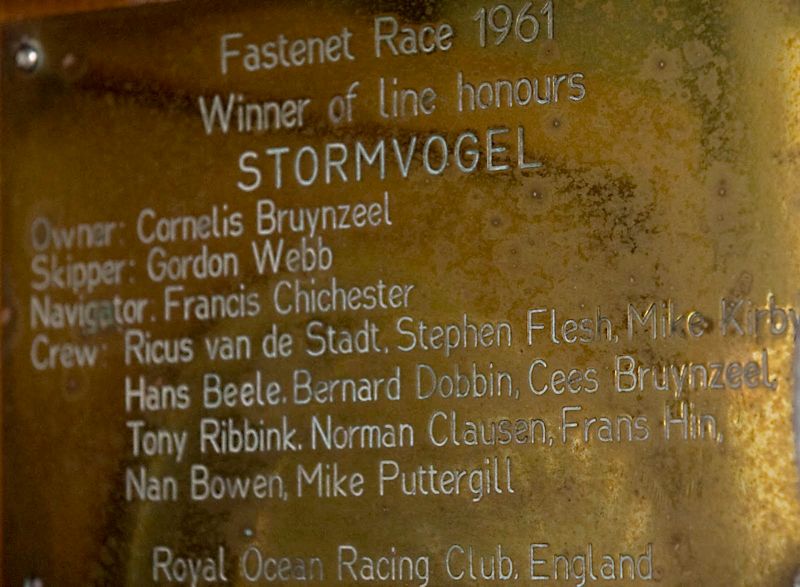 Fastenet Race 1961
Winner of line honours
STORMVOGEL
Owner: Cornelis Bruynzeel
Skipper: Gordon Webb
Navigator. Francis Chichester
Crew: Ricus van de Stadt. Stephen Flesh, Mike Kirby
Hans Beele. Bernard Dobbin, Cees Bruynzeel,
Tony Ribbink. Norman Clausen, Frans Hin,
Nan Bowen, Mike Puttergill
Royal Ocean Racing Club. England